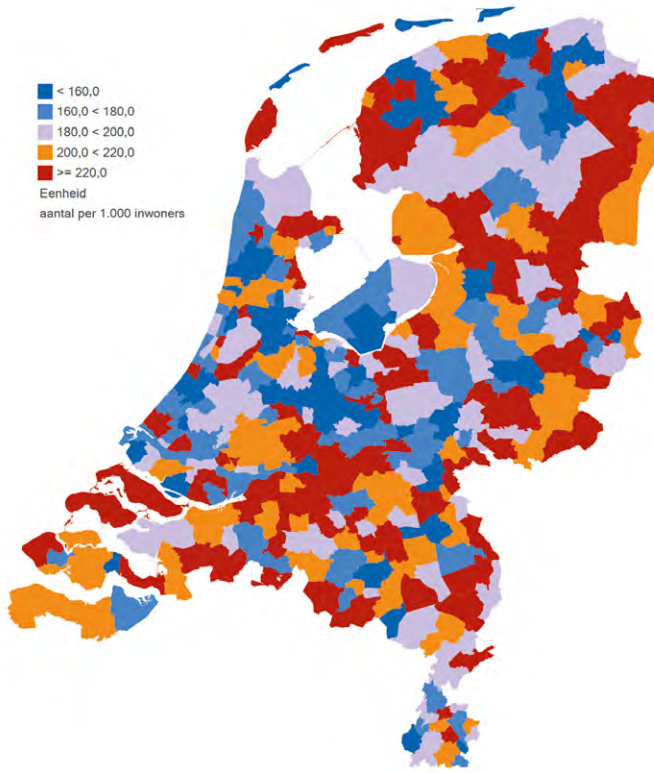 < 160,0
160,0 < 180,0
180,0 < 200,0
200,0 < 220,0
>= 220,0
Eenheid
aantal per 1.000 inwoners